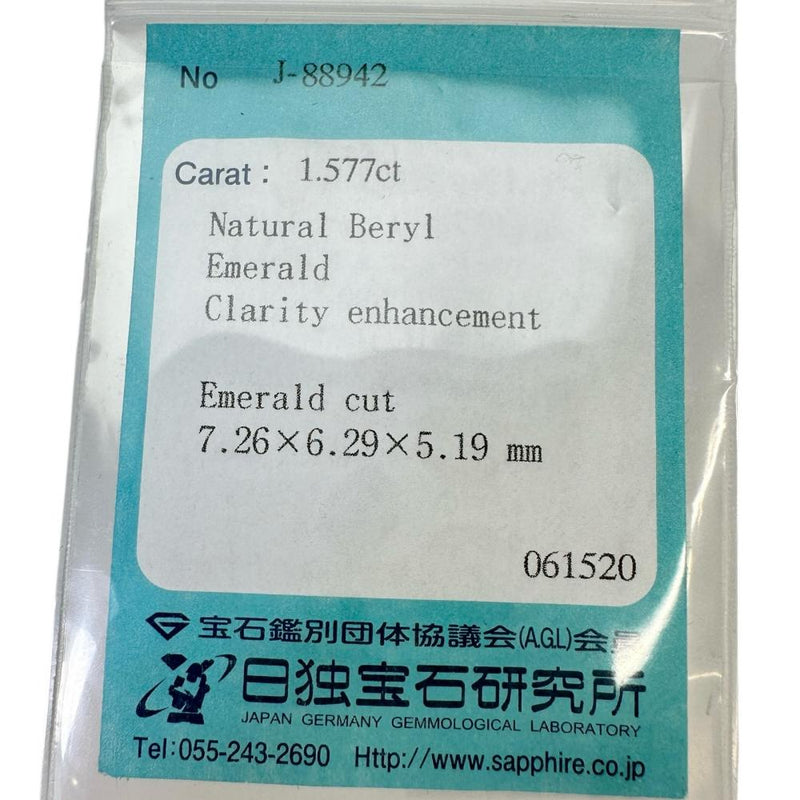 No J-88942
Carat: 1.577ct
Natural Beryl
Emerald
Clarity enhancement
Emerald cut
7.26×6.29×5.19 mm
061520
宝石鑑別団体協議会(A.G.L)会員
日独宝石研究所
JAPAN GERMANY GEMMOLOGICAL LABORATORY
Tel:055-243-2690 Http://www.sapphire.co.jp